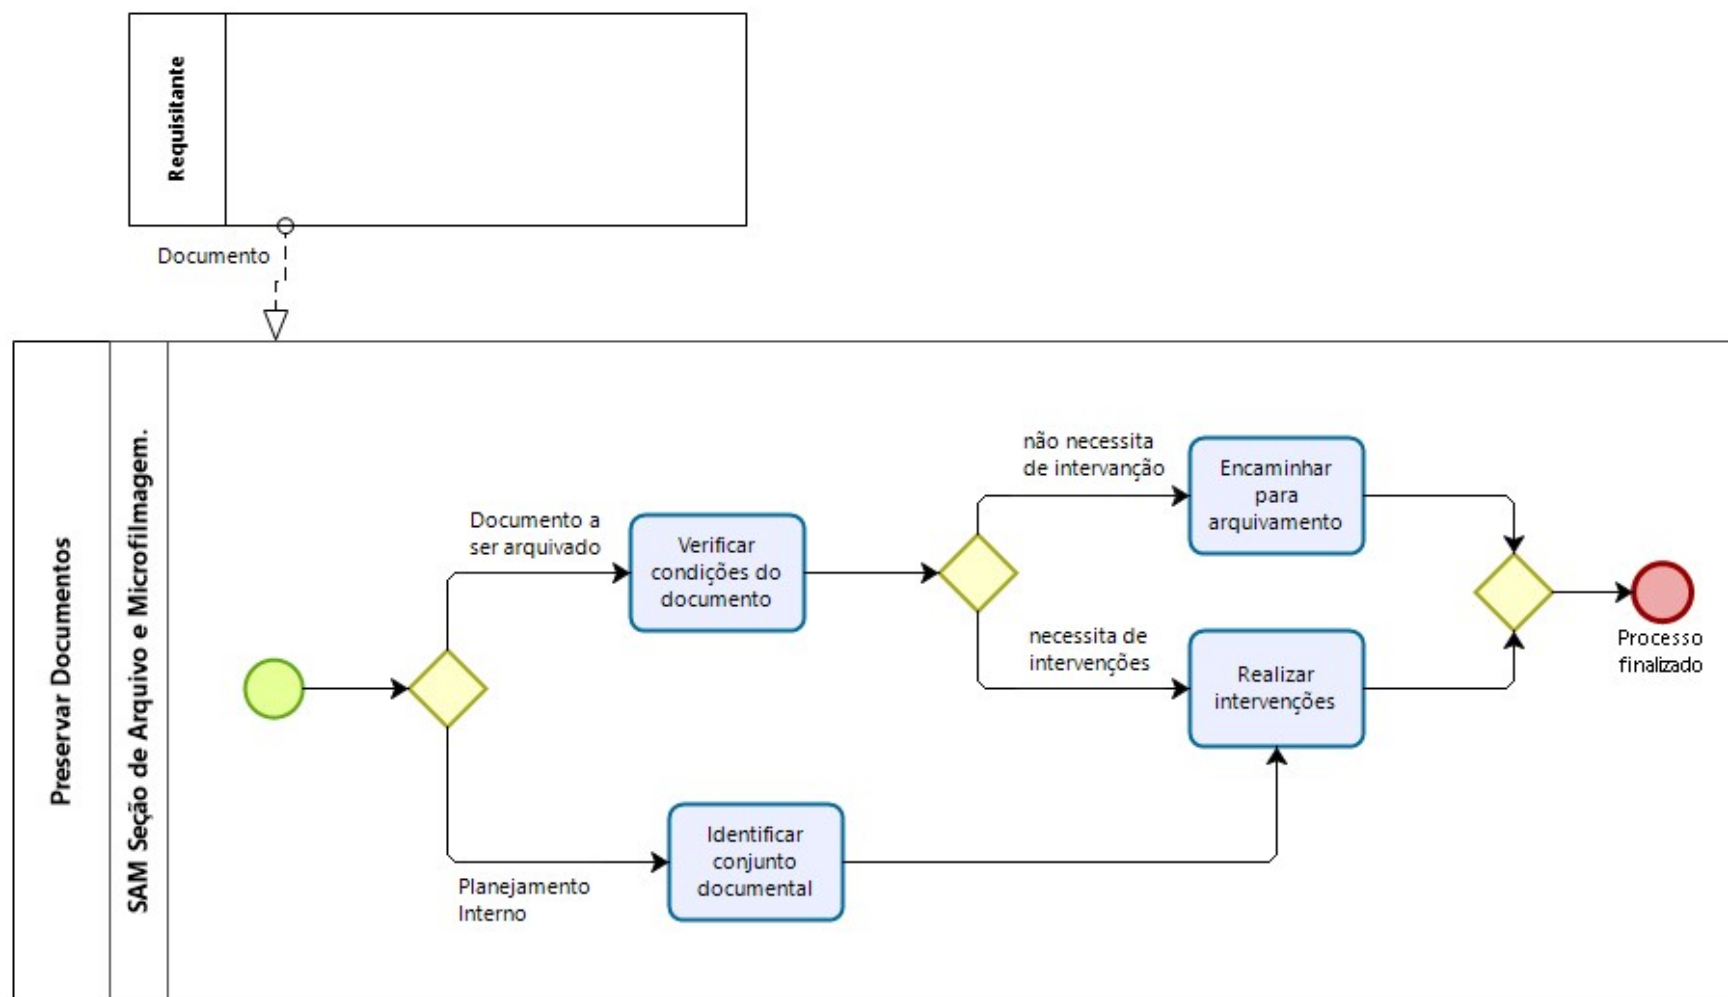 Requisitante
Documento
Preservar Documentos
SAM Seção de Arquivo e Microfilmagem.
não necessita
de intervanção
Encaminhar
para
arquivamento
Documento a
ser arquivado
Verificar
condições do
documento
necessita de
intervenções
Realizar
intervenções
Processo
finalizado
Identificar
conjunto
documental
Planejamento
Interno